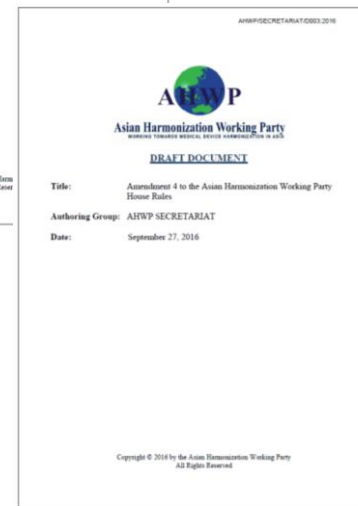 AHWP/SECRETARIAT/D003:2016
AHWP
Asian Harmonization Working Party
WORKING TOWARDS MEDICAL DEVICE HARMONIZATION IN ASIA
DRAFT DOCUMENT
Title: Amendment 4 to the Asian Harmonization Working Party
House Rules
Authoring Group: AHWP SECRETARIAT
Date: September 27, 2016
Copyright © 2016 by the Asian Harmonization Working Party
All Rights Reserved